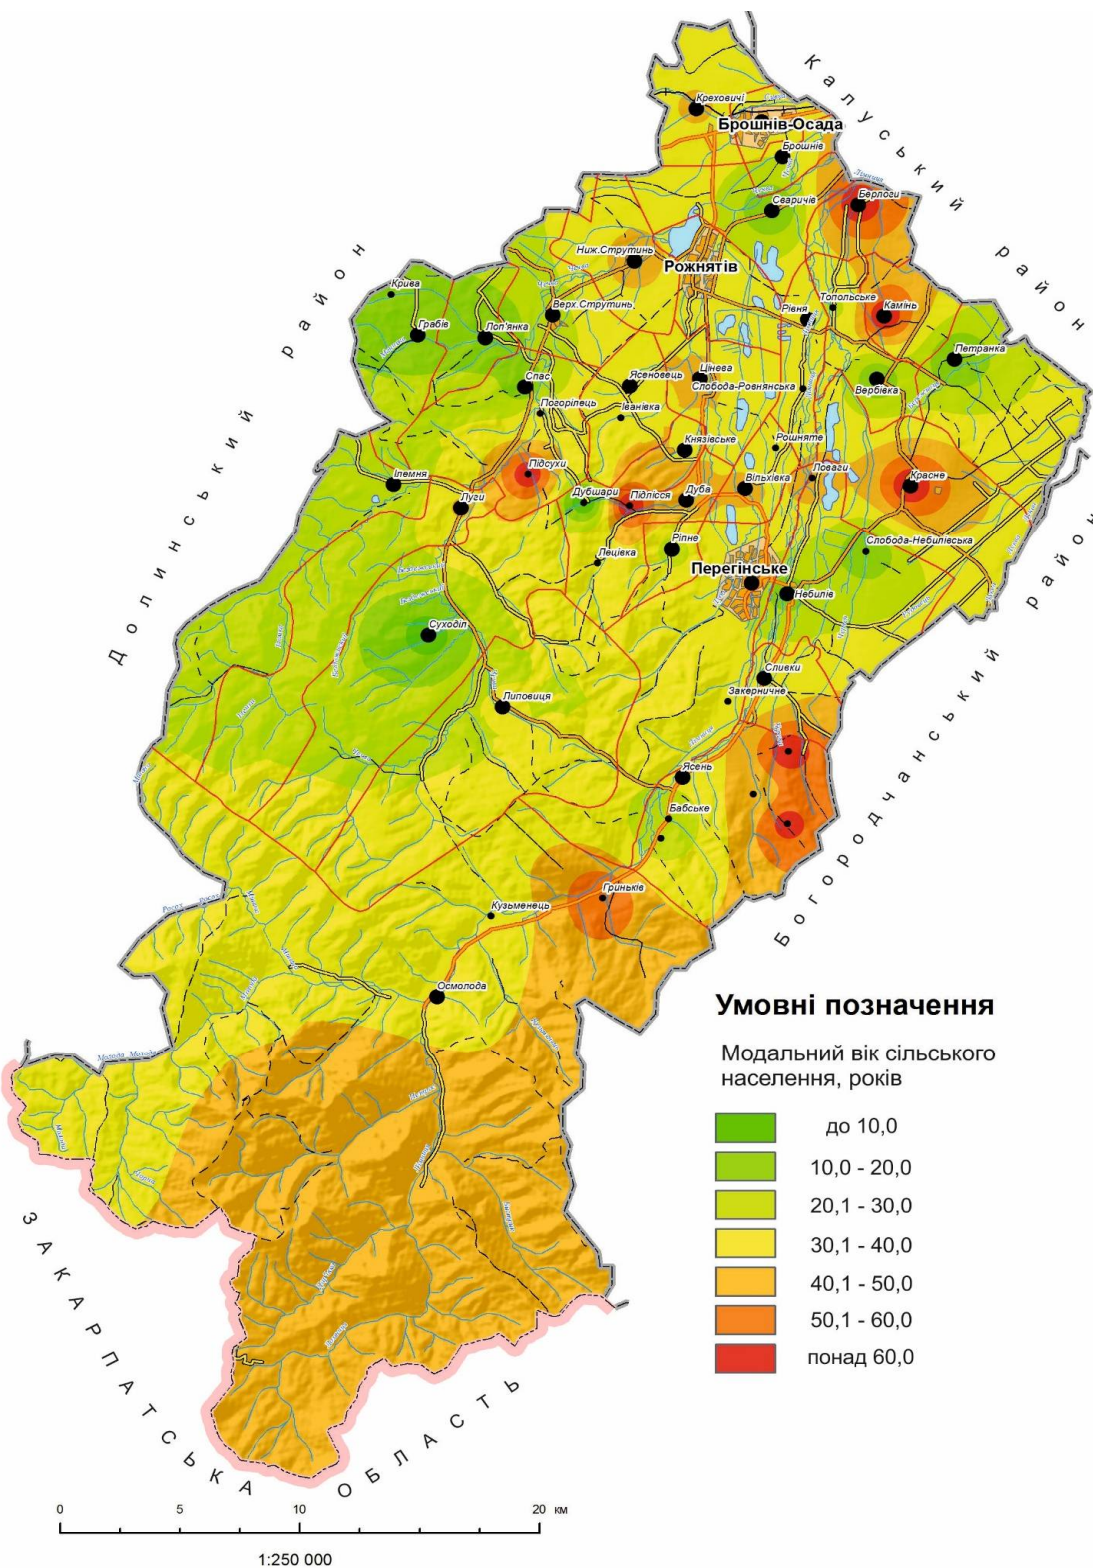 Калуський район
Креховичі
Брошнів-Осада
Брошнів
Сваричів
Берлоги
Ниж.Струтинь
Рожнятів
Долинський район
Крива
Грабів
Лоп'янка
Верх.Струтинь
Рівня
Топольське
Камінь
Петранка
Вербівка
Спас
Ясеновець
Цінева
Слобода-Ровнянська
Погорілець
Іванівка
Князівське
Рошняте
Ілемня
Підсухи
Луги
Дубшари
Підлісся
Дуба
Вільхівка
Ловаги
Красне
Слобода-Небилівська
Лецівка
Ріпне
Перегінське
Небилів
Суходіл
Липовиця
Сливки
Закерничне
Богородчанський район
Ясень
Бабське
Гриньків
Кузьменець
Осмолода
Умовні позначення
Модальний вік сільського
населення, років
до 10,0
10,0 - 20,0
20,1 - 30,0
30,1 - 40,0
40,1 - 50,0
50,1 - 60,0
понад 60,0
ЗАКАРПАТСЬКА ОБЛАСТЬ
0 5 10 20 км
1:250 000